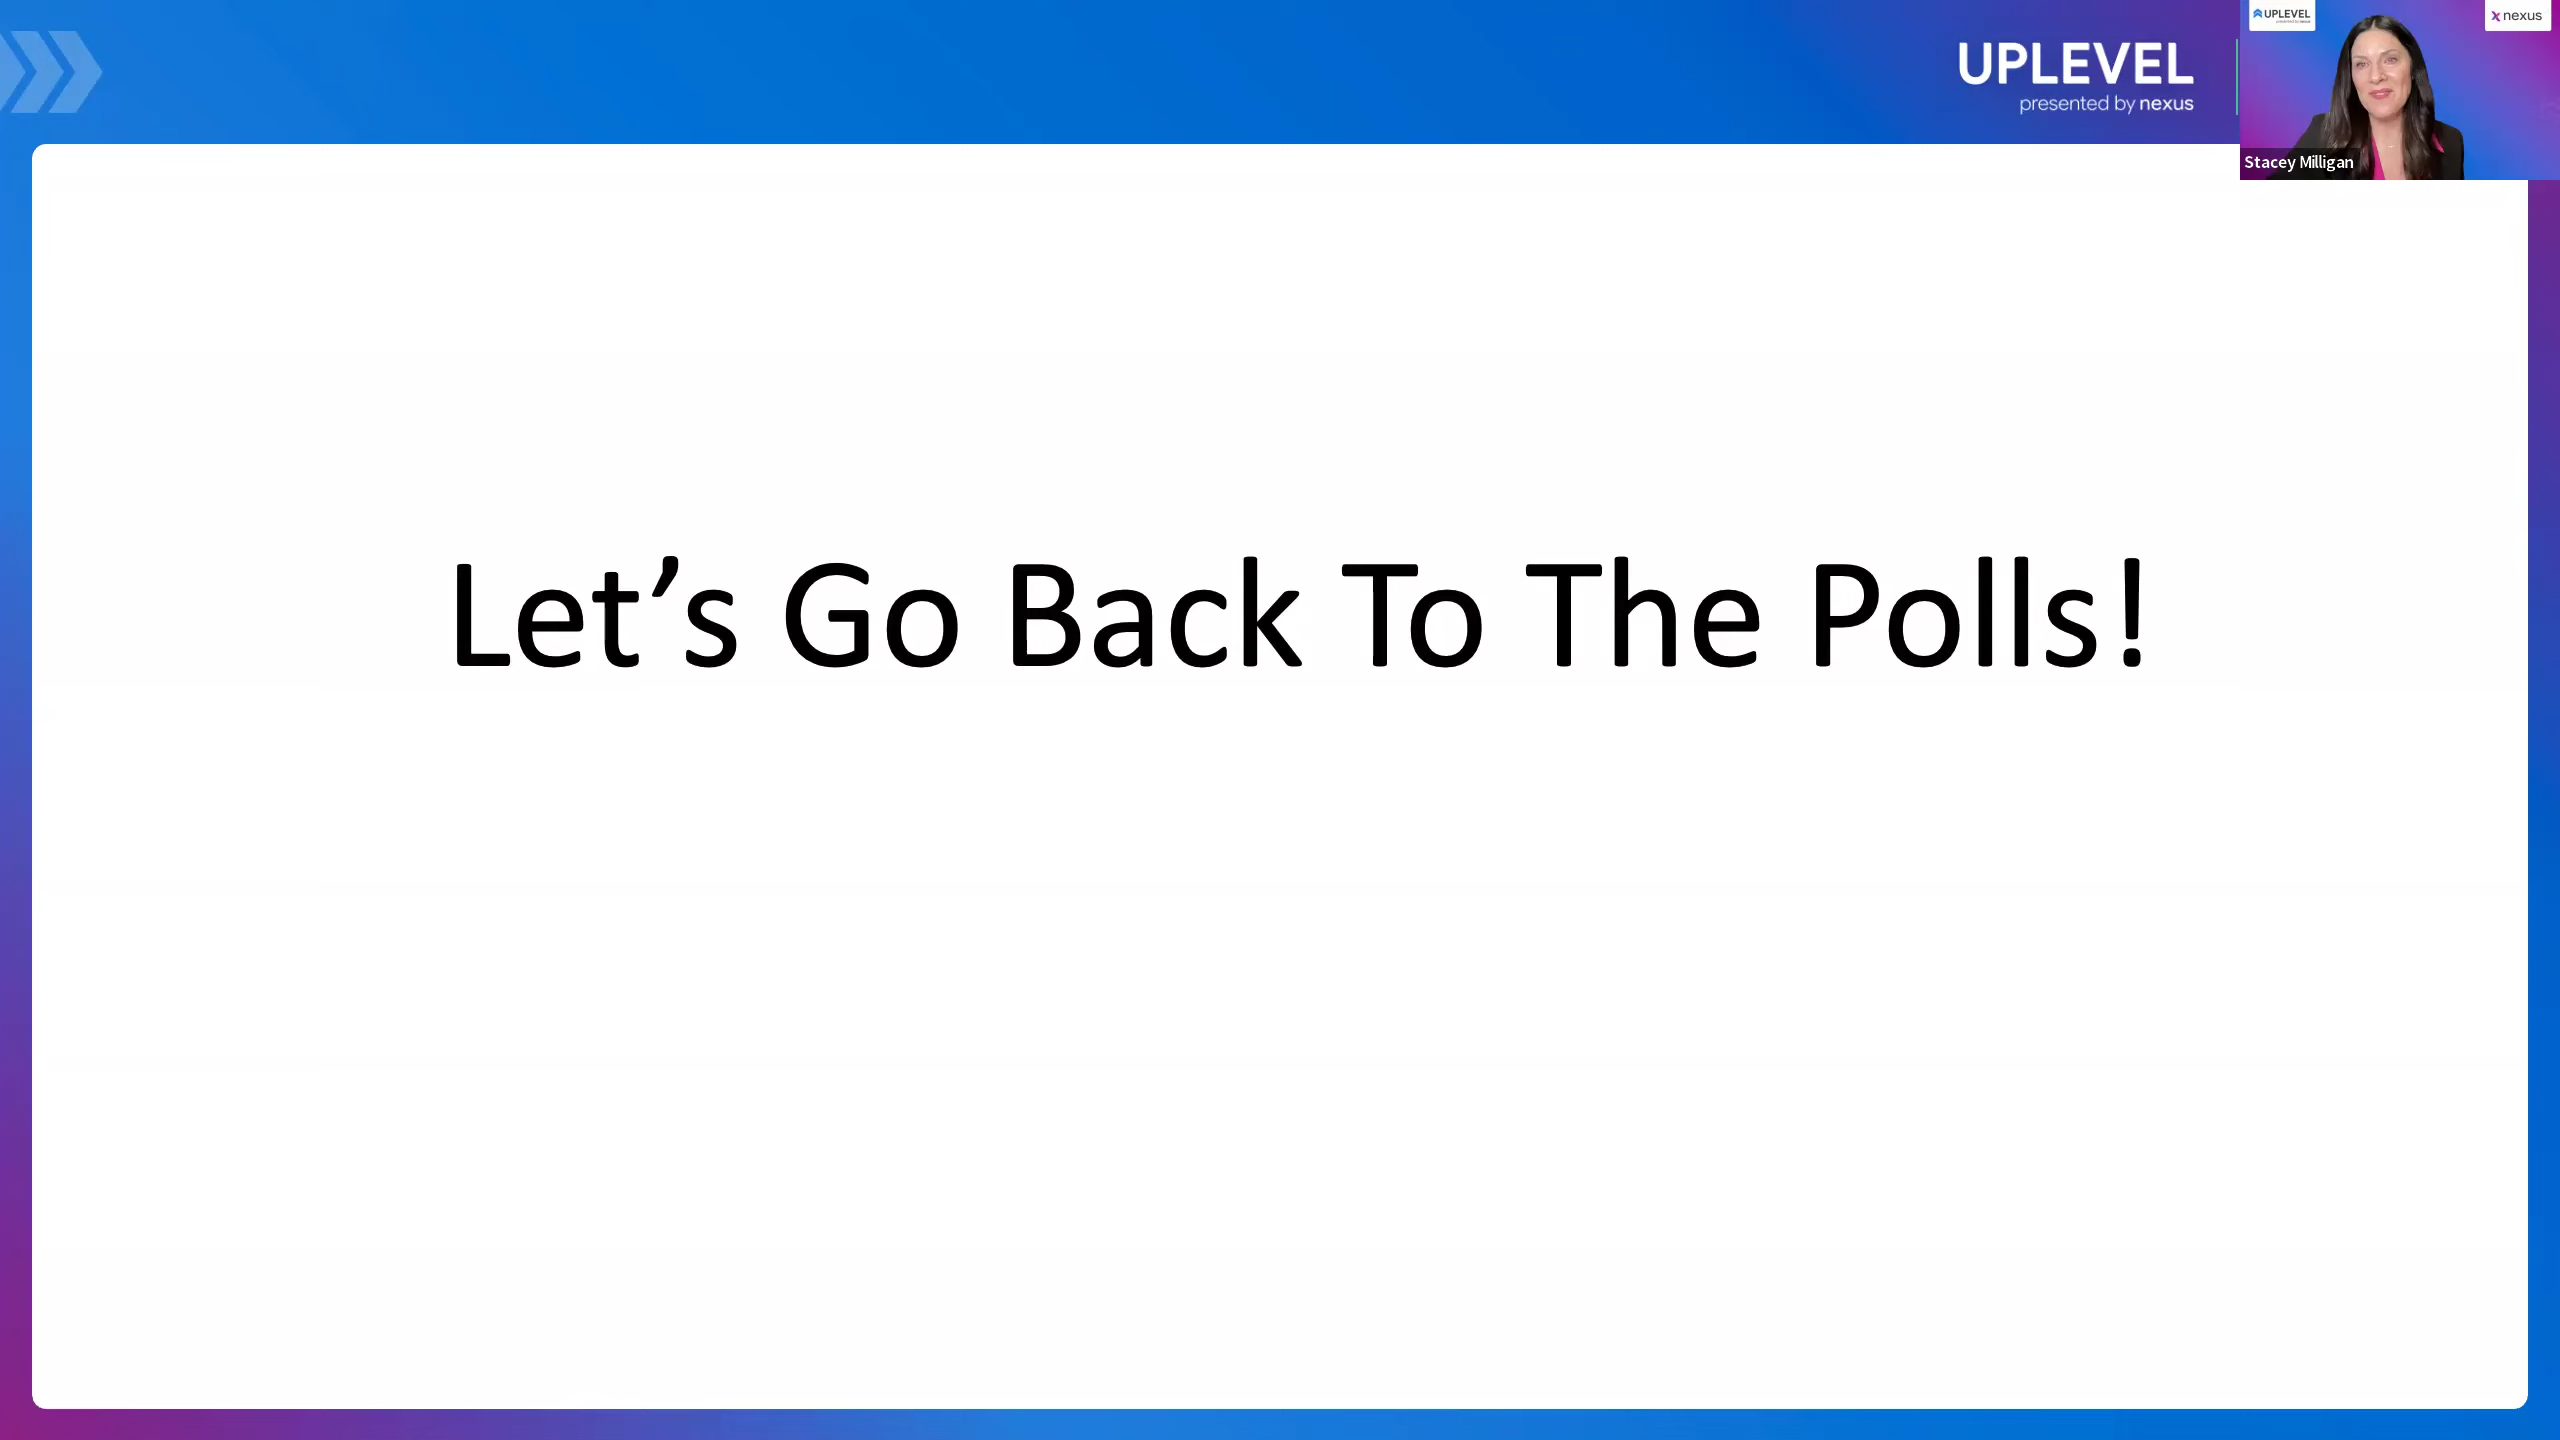 UPLEVEL
presented by nexus
UPLEVEL
nexus
Stacey Milligan
Let’s Go Back To The Polls!